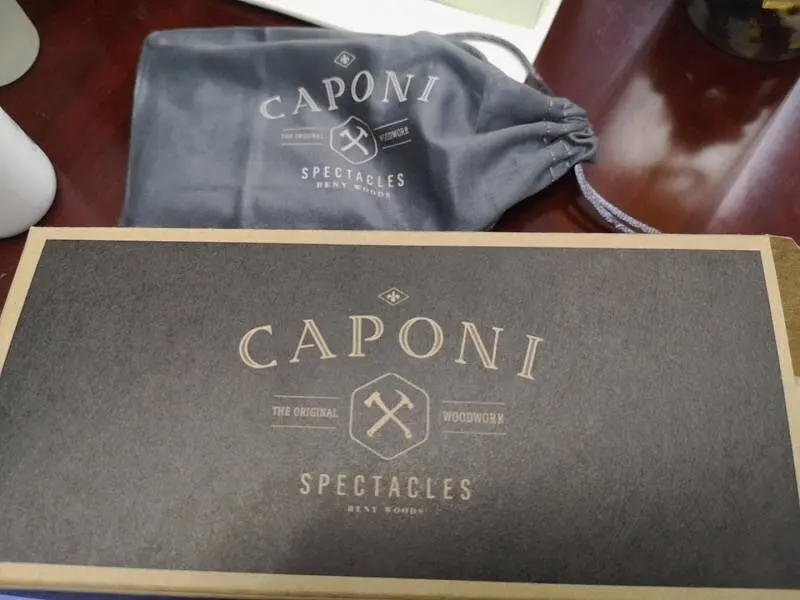 CAPONI
THE ORIGINAL
WOODWORK
SPECTACLES
BENT WOODS
CAPONI
THE ORIGINAL
WOODWORK
SPECTACLES
BENT WOODS